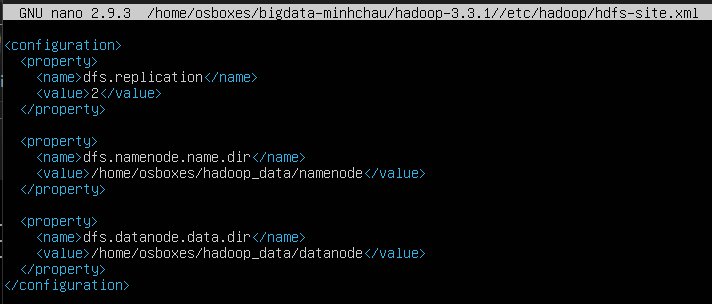 GNU nano 2.9.3 /home/osboxes/bigdata-minhchau/hadoop-3.3.1//etc/hadoop/hdfs-site.xml
<configuration>
  <property>
    <name>dfs.replication</name>
    <value>2</value>
  </property>
  <property>
    <name>dfs.namenode.name.dir</name>
    <value>/home/osboxes/hadoop_data/namenode</value>
  </property>
  <property>
    <name>dfs.datanode.data.dir</name>
    <value>/home/osboxes/hadoop_data/datanode</value>
  </property>
</configuration>